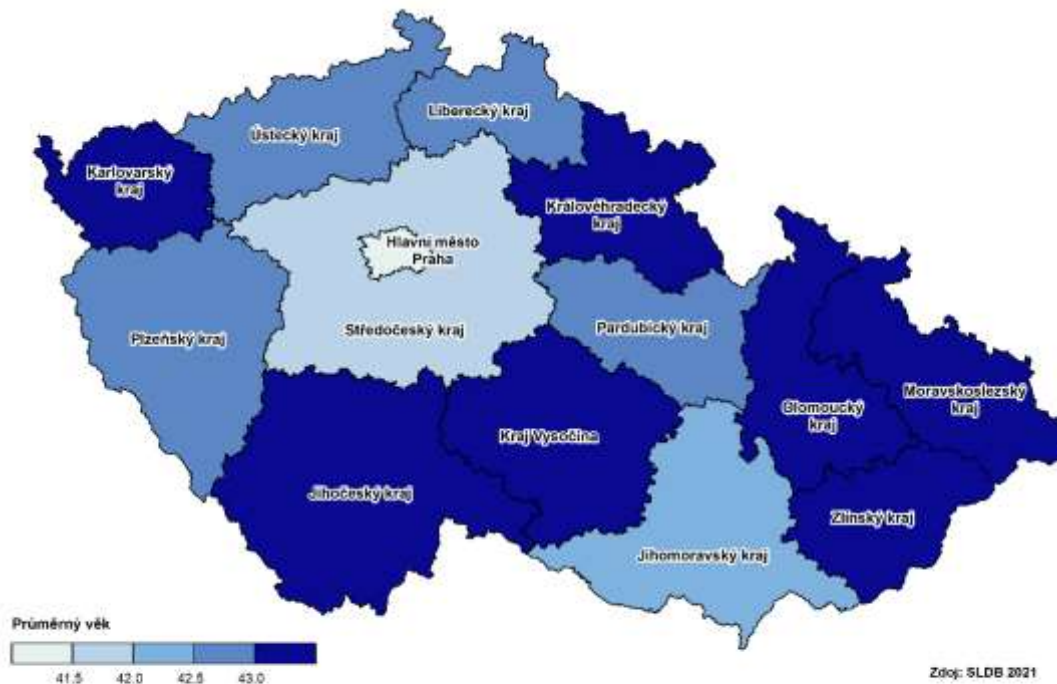 Ústecký kraj
Liberecký kraj
Karlovarský
kraj
Královéhradecký
kraj
Hlavní město
Praha
Středočeský kraj
Plzeňský kraj
Pardubický kraj
Moravskoslezský
kraj
Olomoucký
kraj
Kraj Vysočina
Jihočeský kraj
Zlínský kraj
Jihomoravský kraj
Průměrný věk
41.5 42.0 42.5 43.0
Zdoj: SLDB 2021